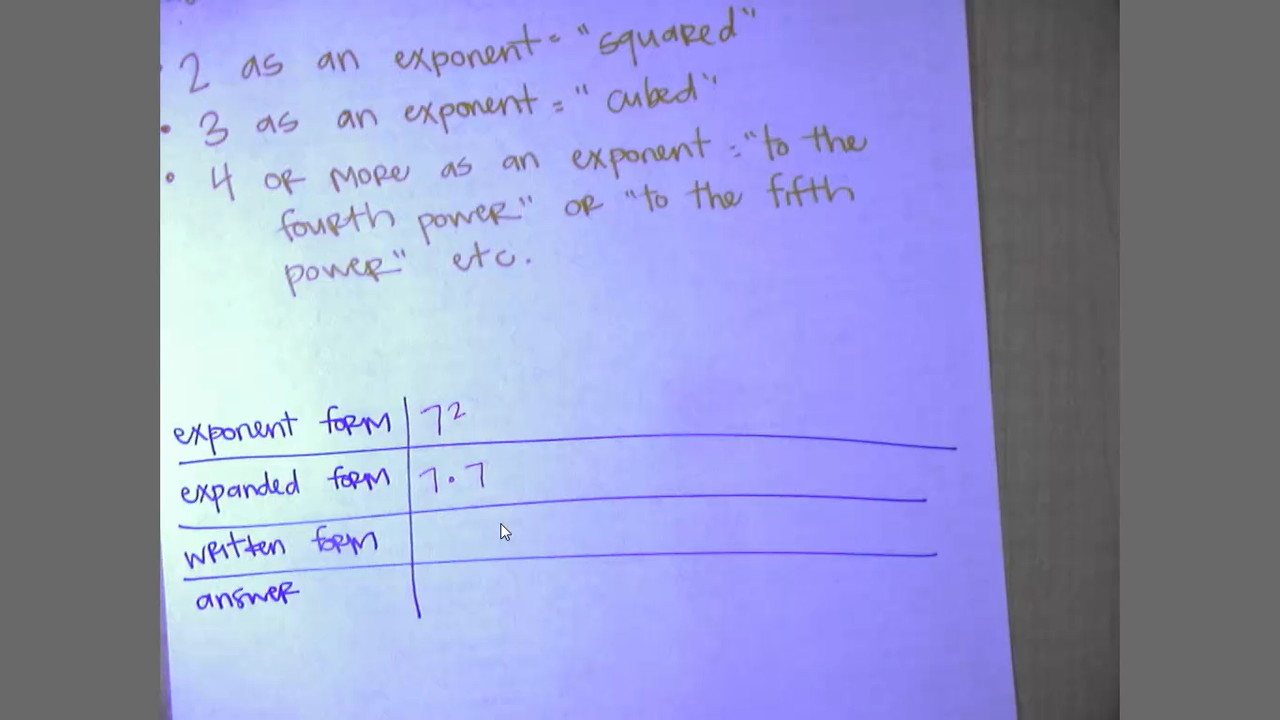 • 2 as an exponent = "squared"
• 3 as an exponent = "cubed"
• 4 or more as an exponent = "to the
fourth power" or "to the fifth
power" etc.
exponent form 7²
expanded form 7·7
written form
answer